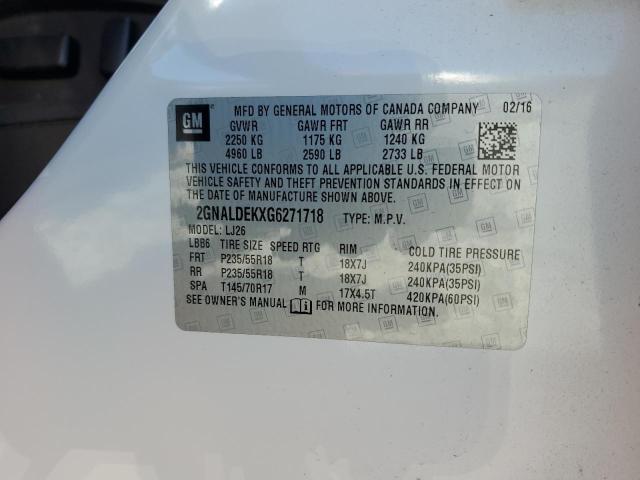 GM
MFD BY GENERAL MOTORS OF CANADA COMPANY 02/16
GVWR GAWR FRT GAWR RR
2250 KG 1175 KG 1240 KG
4960 LB 2590 LB 2733 LB
THIS VEHICLE CONFORMS TO ALL APPLICABLE U.S. FEDERAL MOTOR
VEHICLE SAFETY AND THEFT PREVENTION STANDARDS IN EFFECT ON
THE DATE OF MANUFACTURE SHOWN ABOVE.
2GNALDEKXG6271718 TYPE: M.P.V.
MODEL: LJ26
LBB6 TIRE SIZE SPEED RTG RIM COLD TIRE PRESSURE
FRT P235/55R18 T 18X7J 240KPA(35PSI)
RR P235/55R18 T 18X7J 240KPA(35PSI)
SPA T145/70R17 M 17X4.5T 420KPA(60PSI)
SEE OWNER'S MANUAL FOR MORE INFORMATION.